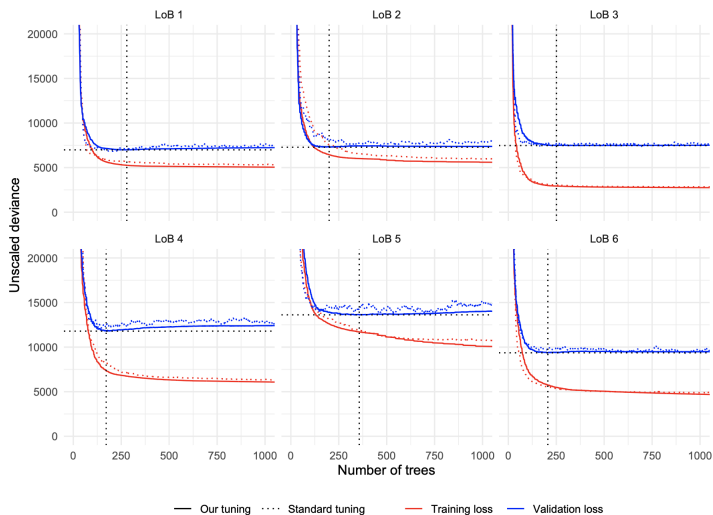 LoB 1
LoB 2
LoB 3
20000
15000
10000
5000
0
LoB 4
LoB 5
LoB 6
20000
15000
10000
5000
0
0
250
500
750
1000
0
250
500
750
1000
0
250
500
750
1000
Unscaled deviance
Number of trees
Our tuning
Standard tuning
Training loss
Validation loss